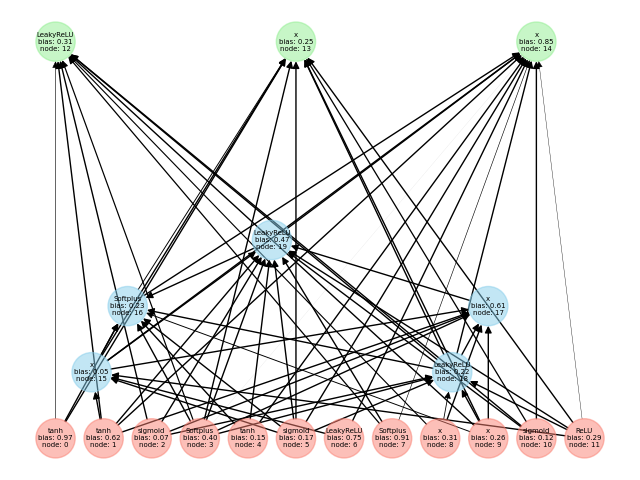 LeakyReLU
bias: 0.31
node: 12
x
bias: 0.25
node: 13
x
bias: 0.85
node: 14
LeakyReLU
bias: 0.47
node: 19
Softplus
bias: 0.23
node: 16
x
bias: 0.61
node: 17
x
bias: 0.05
node: 15
LeakyReLU
bias: 0.22
node: 18
tanh
bias: 0.97
node: 0
tanh
bias: 0.62
node: 1
sigmoid
bias: 0.07
node: 2
Softplus
bias: 0.40
node: 3
tanh
bias: 0.15
node: 4
sigmoid
bias: 0.17
node: 5
LeakyReLU
bias: 0.75
node: 6
Softplus
bias: 0.91
node: 7
x
bias: 0.31
node: 8
x
bias: 0.26
node: 9
sigmoid
bias: 0.12
node: 10
ReLU
bias: 0.29
node: 11